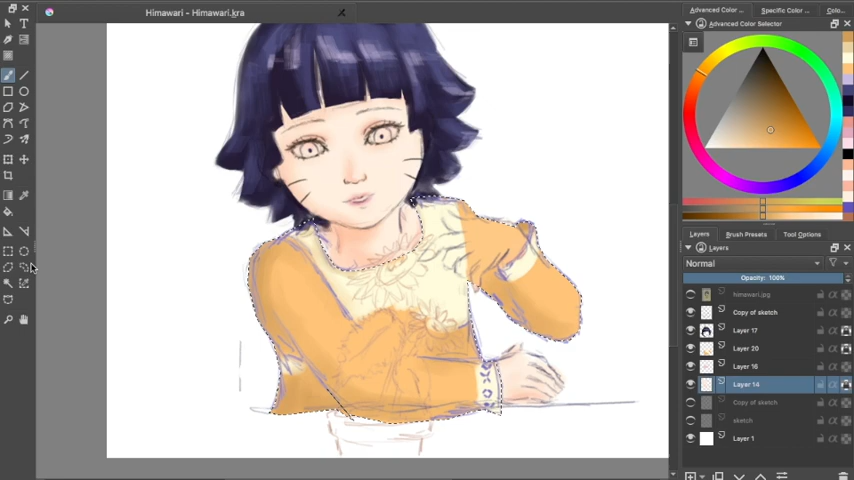 Himawari - Himawari.kra
Advanced Color ...
Specific Color ...
Colo...
Advanced Color Selector
Layers
Brush Presets
Tool Options
Layers
Normal
Opacity: 100%
himawari.jpg
Copy of sketch
Layer 17
Layer 20
Layer 16
Layer 14
Copy of sketch
sketch
Layer 1